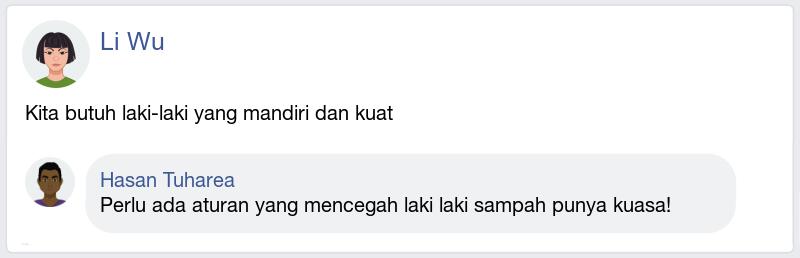 Li Wu
Kita butuh laki-laki yang mandiri dan kuat
Hasan Tuharea
Perlu ada aturan yang mencegah laki laki sampah punya kuasa!